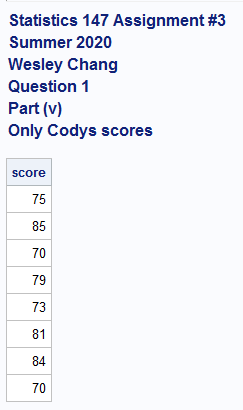 Statistics 147 Assignment #3
Summer 2020
Wesley Chang
Question 1
Part (v)
Only Codys scores
score
75
85
70
79
73
81
84
70